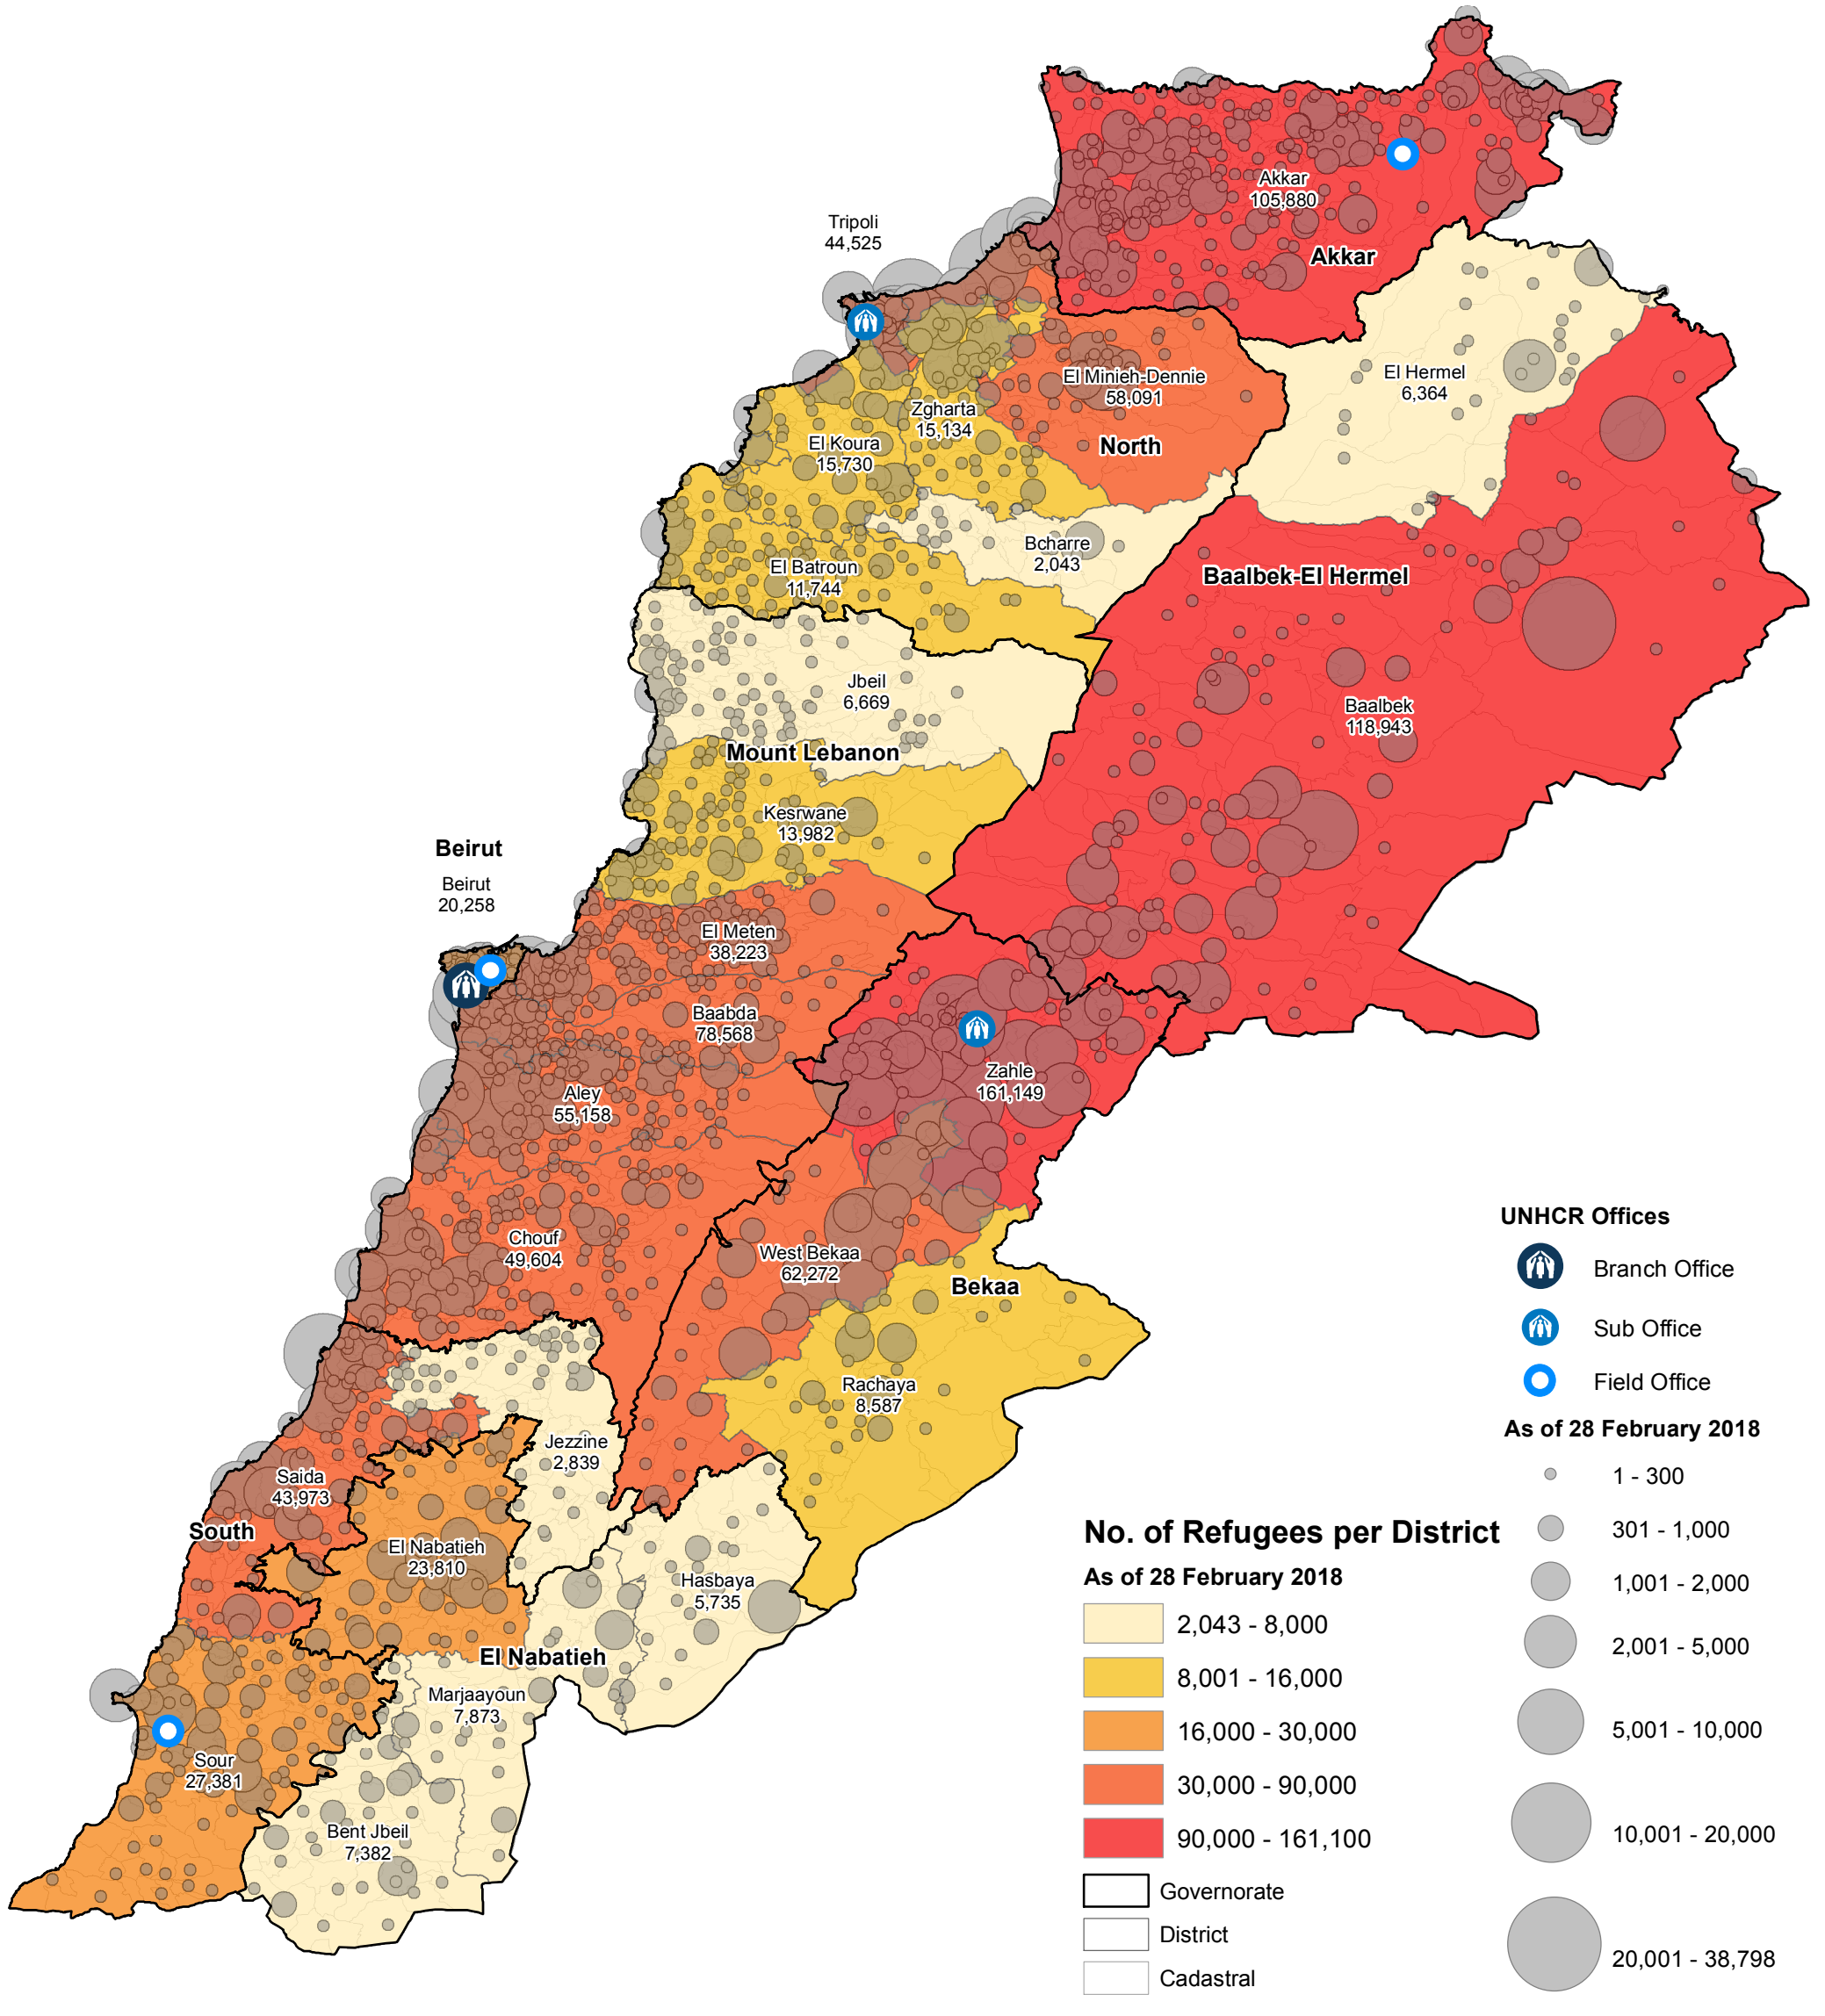 Akkar
105,880
Akkar
Tripoli
44,525
El Hermel
6,364
El Minieh-Dennie
58,091
Zgharta
15,134
North
El Koura
15,730
Bcharre
2,043
Baalbek-El Hermel
El Batroun
11,744
Jbeil
6,669
Baalbek
118,943
Mount Lebanon
Kesrwane
13,982
Beirut
Beirut
20,258
El Meten
38,223
Baabda
78,568
Zahle
161,149
Aley
55,158
Chouf
49,604
West Bekaa
62,272
Bekaa
Rachaya
8,587
Jezzine
2,839
Saida
43,973
South
El Nabatieh
23,810
Hasbaya
5,735
El Nabatieh
Marjaayoun
7,873
Sour
27,381
Bent Jbeil
7,382
UNHCR Offices
Branch Office
Sub Office
Field Office
As of 28 February 2018
1 - 300
301 - 1,000
1,001 - 2,000
2,001 - 5,000
5,001 - 10,000
10,001 - 20,000
20,001 - 38,798
No. of Refugees per District
As of 28 February 2018
2,043 - 8,000
8,001 - 16,000
16,000 - 30,000
30,000 - 90,000
90,000 - 161,100
Governorate
District
Cadastral